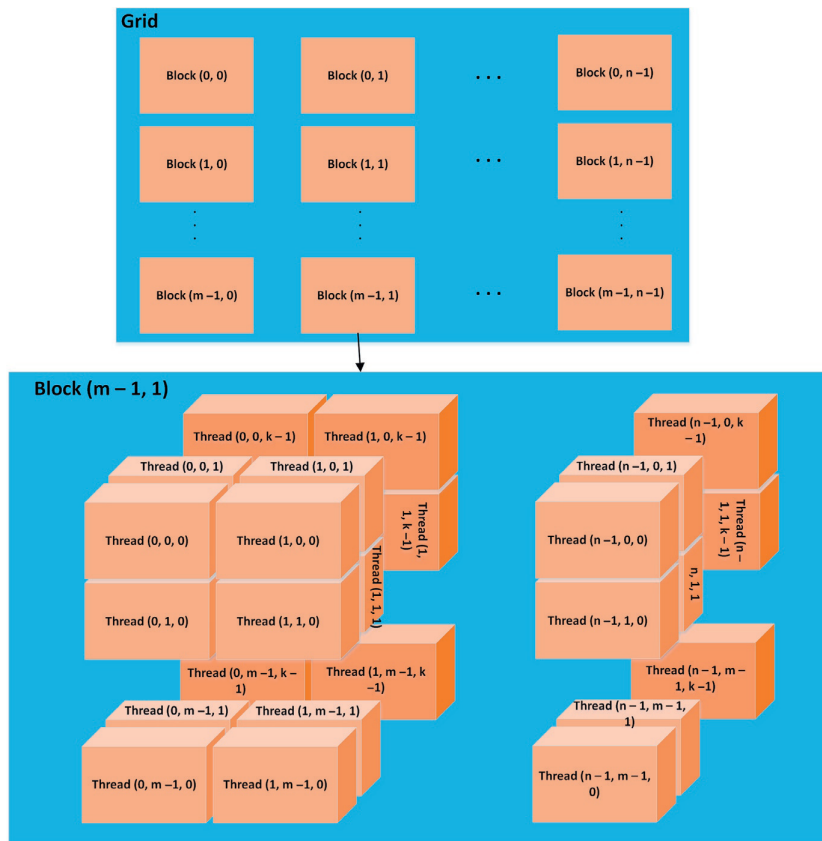 Grid
Block (0, 0)
Block (0, 1)
. . .
Block (0, n –1)
Block (1, 0)
Block (1, 1)
. . .
Block (1, n –1)
. . .
. . .
. . .
Block (m –1, 0)
Block (m –1, 1)
. . .
Block (m –1, n –1)
Block (m – 1, 1)
Thread (0, 0, k – 1)
Thread (1, 0, k –1)
Thread (n –1, 0, k
– 1)
Thread (0, 0, 1)
Thread (1, 0, 1)
Thread (n –1, 0, 1)
Thread (0, 0, 0)
Thread (1, 0, 0)
Thread (1,
1, k –1)
Thread (n –1, 0, 0)
Thread (n –
1, 1, k –1)
Thread (0, 1, 0)
Thread (1, 1, 0)
Thread (1, 1, 1)
Thread (n –1, 1, 0)
n, 1, 1
Thread (0, m –1, k –
1)
Thread (1, m –1, k
–1)
Thread (n – 1, m –
1, k –1)
Thread (0, m –1, 1)
Thread (1, m –1, 1)
Thread (n – 1, m – 1,
1)
Thread (0, m –1, 0)
Thread (1, m –1, 0)
Thread (n – 1, m – 1,
0)